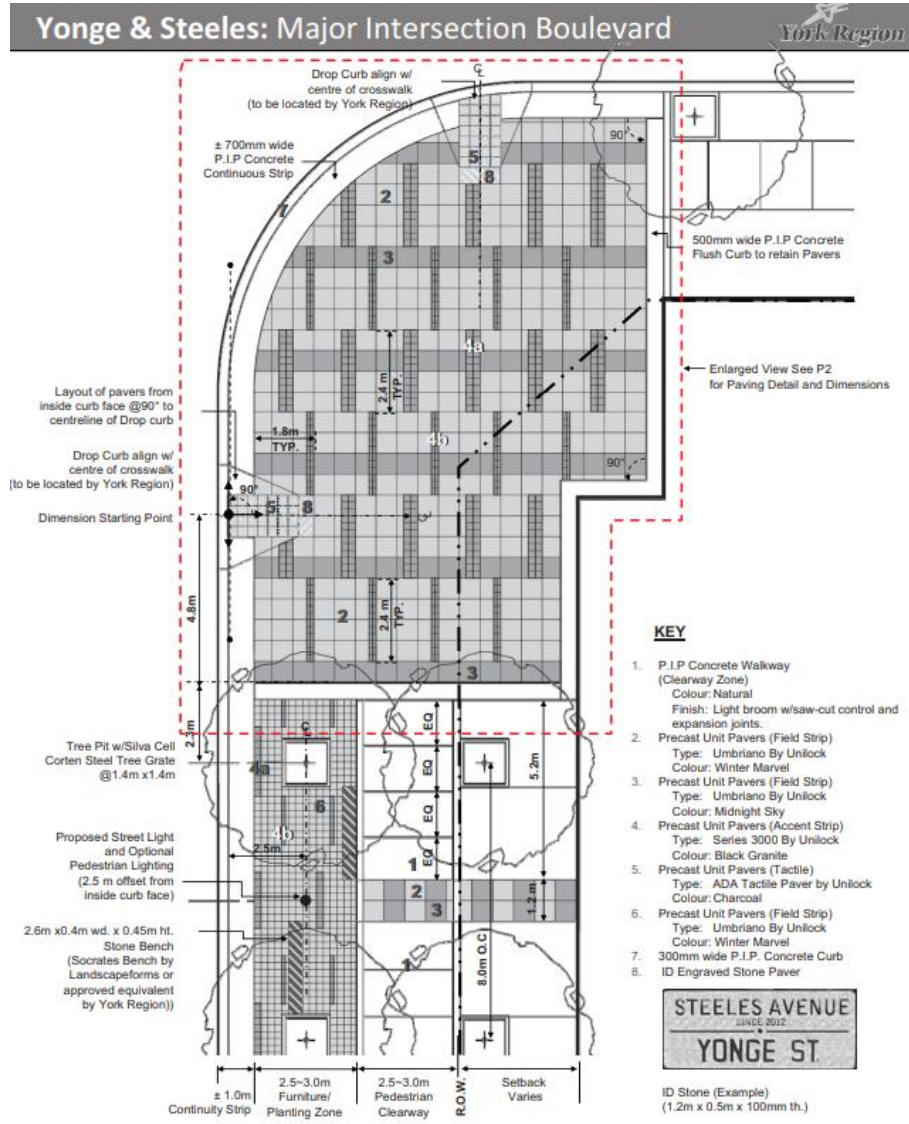 Yonge & Steeles: Major Intersection Boulevard
York Region
Drop Curb align w/
centre of crosswalk
(to be located by York Region)
± 700mm wide
P.I.P Concrete
Continuous Strip
90°
5
8
2
7
3
500mm wide P.I.P Concrete
Flush Curb to retain Pavers
4a
2.4 m
TYP.
Enlarged View See P2
for Paving Detail and Dimensions
Layout of pavers from
inside curb face @90° to
centreline of Drop curb
1.8m
TYP.
4b
90°
Drop Curb align w/
centre of crosswalk
(to be located by York Region)
90°
5
8
Dimension Starting Point
4.8m
2
2.4 m
TYP.
3
2.3m
Tree Pit w/Silva Cell
Corten Steel Tree Grate
@1.4m x1.4m
4a
6
4b
EQ
EQ
EQ
EQ
5.2m
Proposed Street Light
and Optional
Pedestrian Lighting
(2.5 m offset from
inside curb face)
2.5m
1
2
3
1.2 m
2.6m x0.4m wd. x 0.45m ht.
Stone Bench
(Socrates Bench by
Landscapeforms or
approved equivalent
by York Region))
1
8.0m O.C
± 1.0m
Continuity Strip
2.5~3.0m
Furniture/
Planting Zone
2.5~3.0m
Pedestrian
Clearway
R.O.W.
Setback
Varies
KEY
1. P.I.P Concrete Walkway
(Clearway Zone)
Colour: Natural
Finish: Light broom w/saw-cut control and
expansion joints.
2. Precast Unit Pavers (Field Strip)
Type: Umbriano By Unilock
Colour: Winter Marvel
3. Precast Unit Pavers (Field Strip)
Type: Umbriano By Unilock
Colour: Midnight Sky
4. Precast Unit Pavers (Accent Strip)
Type: Series 3000 By Unilock
Colour: Black Granite
5. Precast Unit Pavers (Tactile)
Type: ADA Tactile Paver by Unilock
Colour: Charcoal
6. Precast Unit Pavers (Field Strip)
Type: Umbriano By Unilock
Colour: Winter Marvel
7. 300mm wide P.I.P. Concrete Curb
8. ID Engraved Stone Paver
STEELES AVENUE
SINCE 2012
YONGE ST.
ID Stone (Example)
(1.2m x 0.5m x 100mm th.)